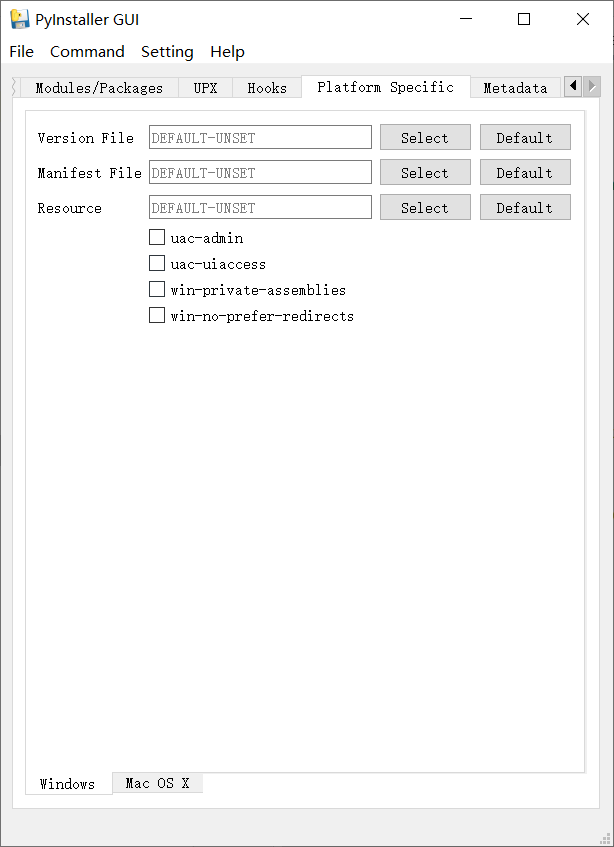 PyInstaller GUI
File Command Setting Help
Modules/Packages UPX Hooks Platform Specific Metadata
Version File DEFAULT-UNSET Select Default
Manifest File DEFAULT-UNSET Select Default
Resource DEFAULT-UNSET Select Default
uac-admin
uac-uiaccess
win-private-assemblies
win-no-prefer-redirects
Windows Mac OS X